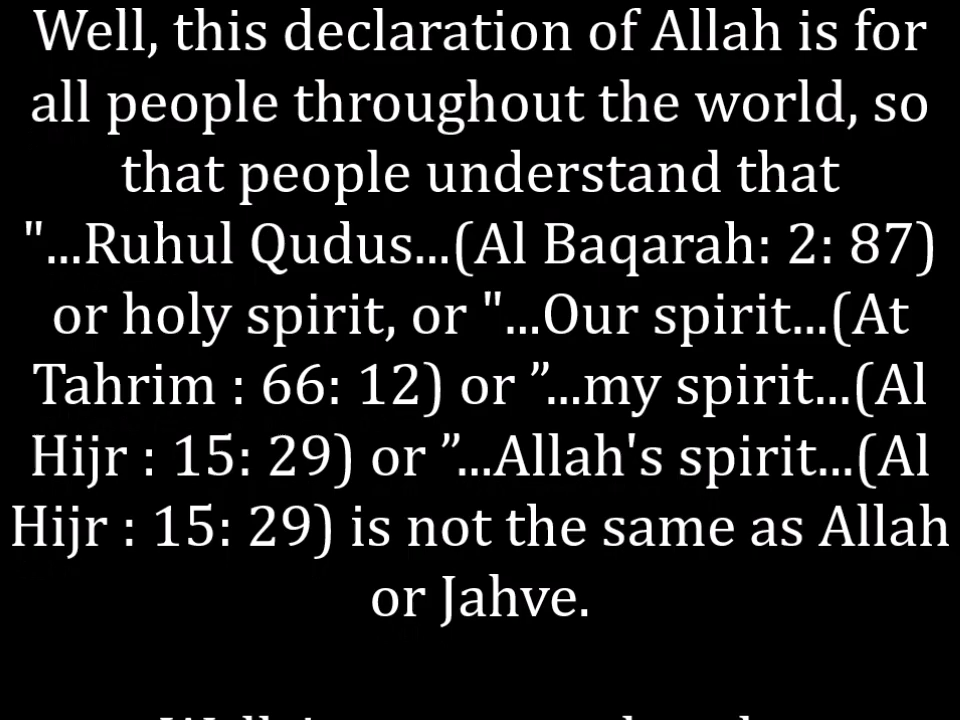 Well, this declaration of Allah is for
all people throughout the world, so
that people understand that
"...Ruhul Qudus...(Al Baqarah: 2: 87)
or holy spirit, or "...Our spirit...(At
Tahrim : 66: 12) or ”...my spirit...(Al
Hijr : 15: 29) or ”...Allah's spirit...(Al
Hijr : 15: 29) is not the same as Allah
or Jahve.